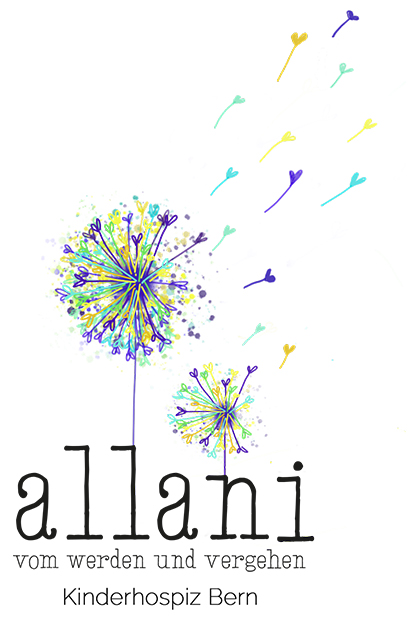 allani
vom werden und vergehen
Kinderhospiz Bern